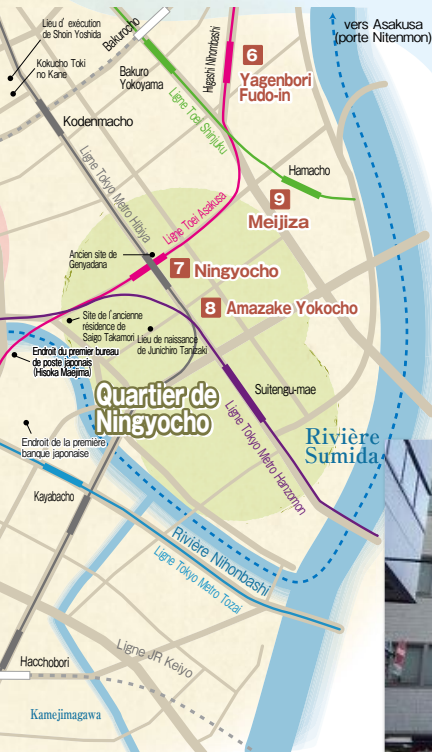 Lieu d'exécution
de Shoin Yoshida
Kokucho Toki
no Kane
Bakurocho
Bakuro
Yokoyama
Higashi Nihombashi
6
Yagenbori
Fudo-in
vers Asakusa
(porte Nitenmon)
Kodenmacho
Ligne Toei Shinjuku
Hamacho
9
Meijiza
Ligne Tokyo Metro Hibiya
Ligne Toei Asakusa
Ancien site de
Genyadana
7
Ningyocho
8
Amazake Yokocho
Site de l'ancienne
résidence de
Saigo Takamori
Lieu de naissance
de Junichiro Tanizaki
Endroit du premier bureau
de poste japonais
(Hisoka Maejima)
Quartier de
Ningyocho
Suitengu-mae
Ligne Tokyo Metro Hanzomon
Endroit de la première
banque japonaise
Rivière
Sumida
Kayabacho
Rivière Nihonbashi
Ligne Tokyo Metro Tozai
Ligne JR Keiyo
Hacchobori
Kamejimagawa